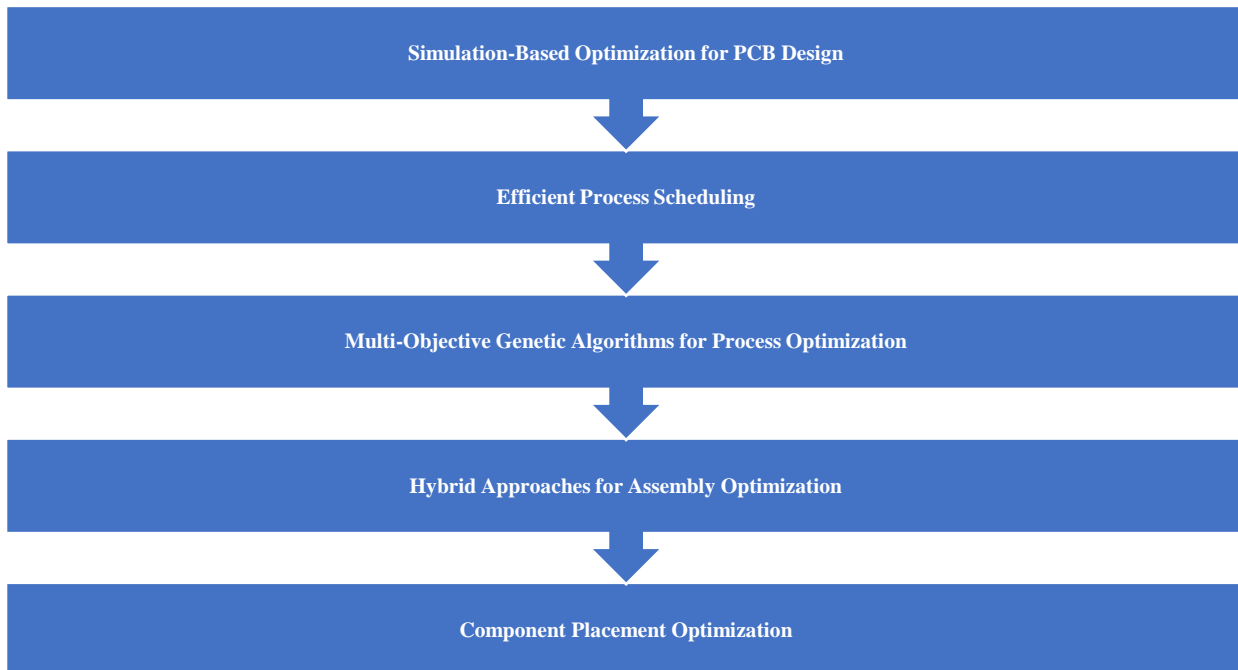 Simulation-Based Optimization for PCB Design
Efficient Process Scheduling
Multi-Objective Genetic Algorithms for Process Optimization
Hybrid Approaches for Assembly Optimization
Component Placement Optimization